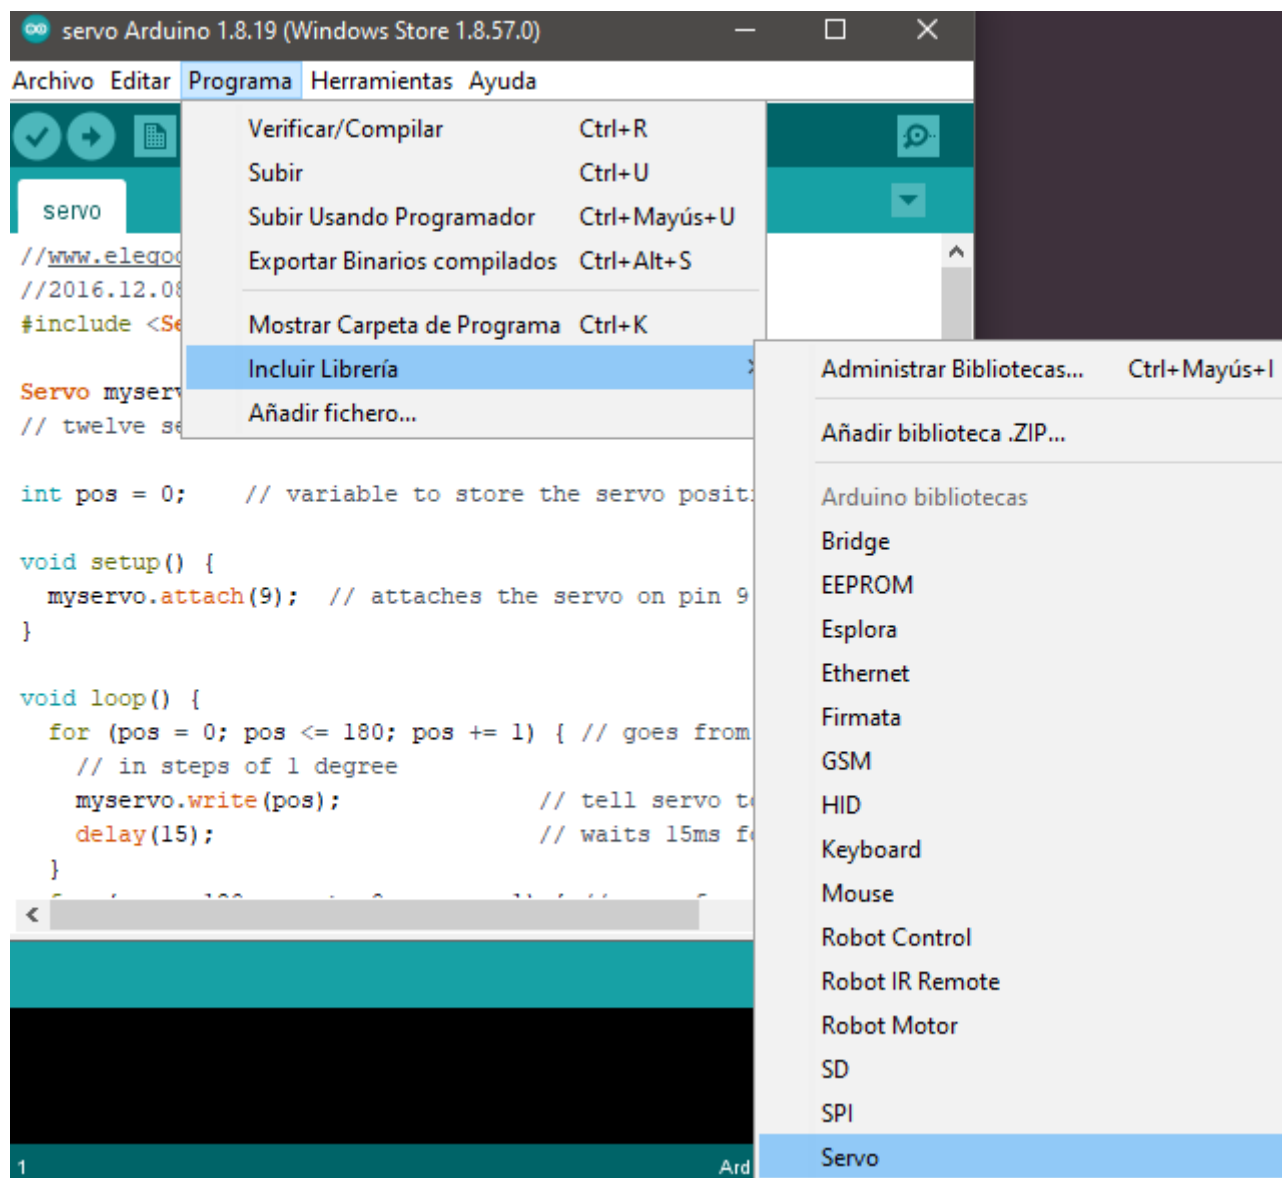 servo Arduino 1.8.19 (Windows Store 1.8.57.0)
Archivo Editar Programa Herramientas Ayuda
Verificar/Compilar Ctrl+R
Subir Ctrl+U
Subir Usando Programador Ctrl+Mayús+U
Exportar Binarios compilados Ctrl+Alt+S
Mostrar Carpeta de Programa Ctrl+K
Incluir Librería
Añadir fichero...
Administrar Bibliotecas... Ctrl+Mayús+I
Añadir biblioteca .ZIP...
Arduino bibliotecas
Bridge
EEPROM
Esplora
Ethernet
Firmata
GSM
HID
Keyboard
Mouse
Robot Control
Robot IR Remote
Robot Motor
SD
SPI
Servo
servo
//www.elegoo
//2016.12.08
#include <Se
Servo myserv
// twelve se
int pos = 0; // variable to store the servo positi
void setup() {
myservo.attach(9); // attaches the servo on pin 9
}
void loop() {
for (pos = 0; pos <= 180; pos += 1) { // goes from
// in steps of 1 degree
myservo.write(pos); // tell servo to
delay(15); // waits 15ms fo
}
1
Ard